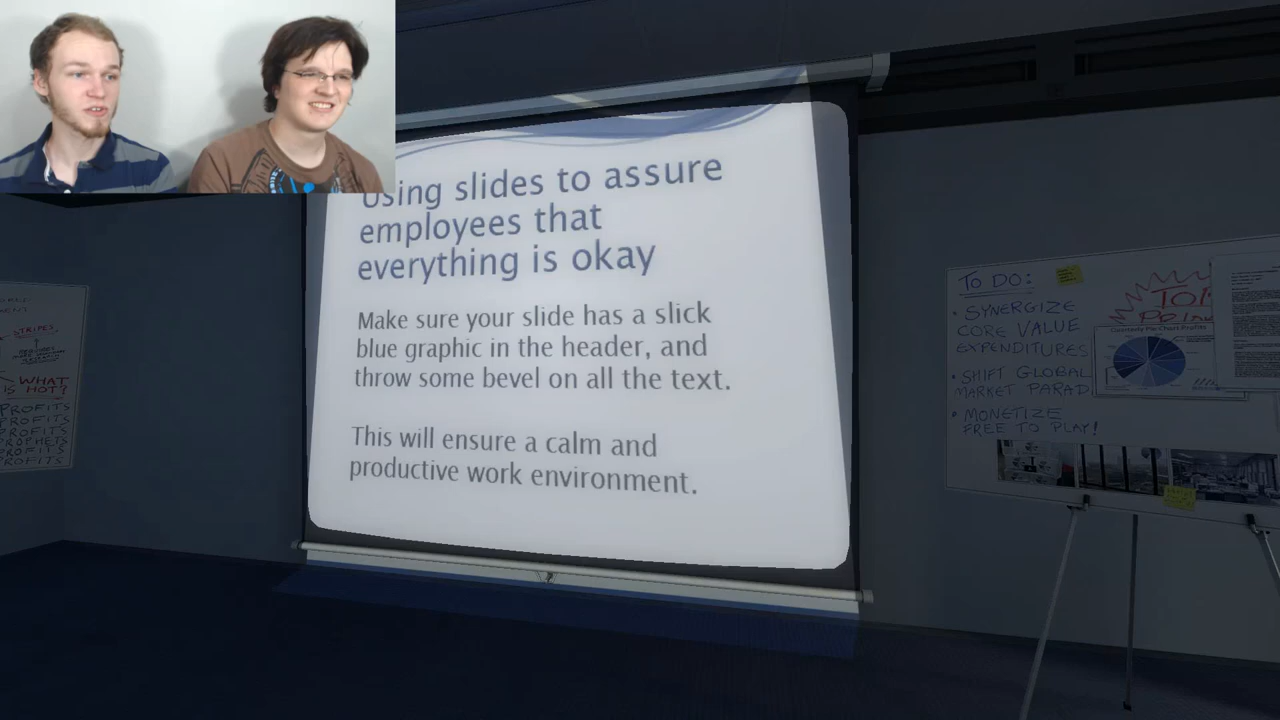 Using slides to assure
employees that
everything is okay
Make sure your slide has a slick
blue graphic in the header, and
throw some bevel on all the text.
This will ensure a calm and
productive work environment.
STRIPES
WHAT
IS HOT?
PROFITS
PROFITS
PROFITS
PROPHETS
PROFITS
PROFITS
TO DO:
• SYNERGIZE
CORE VALUE
EXPENDITURES
• SHIFT GLOBAL
MARKET PARAD
• MONETIZE
FREE TO PLAY!